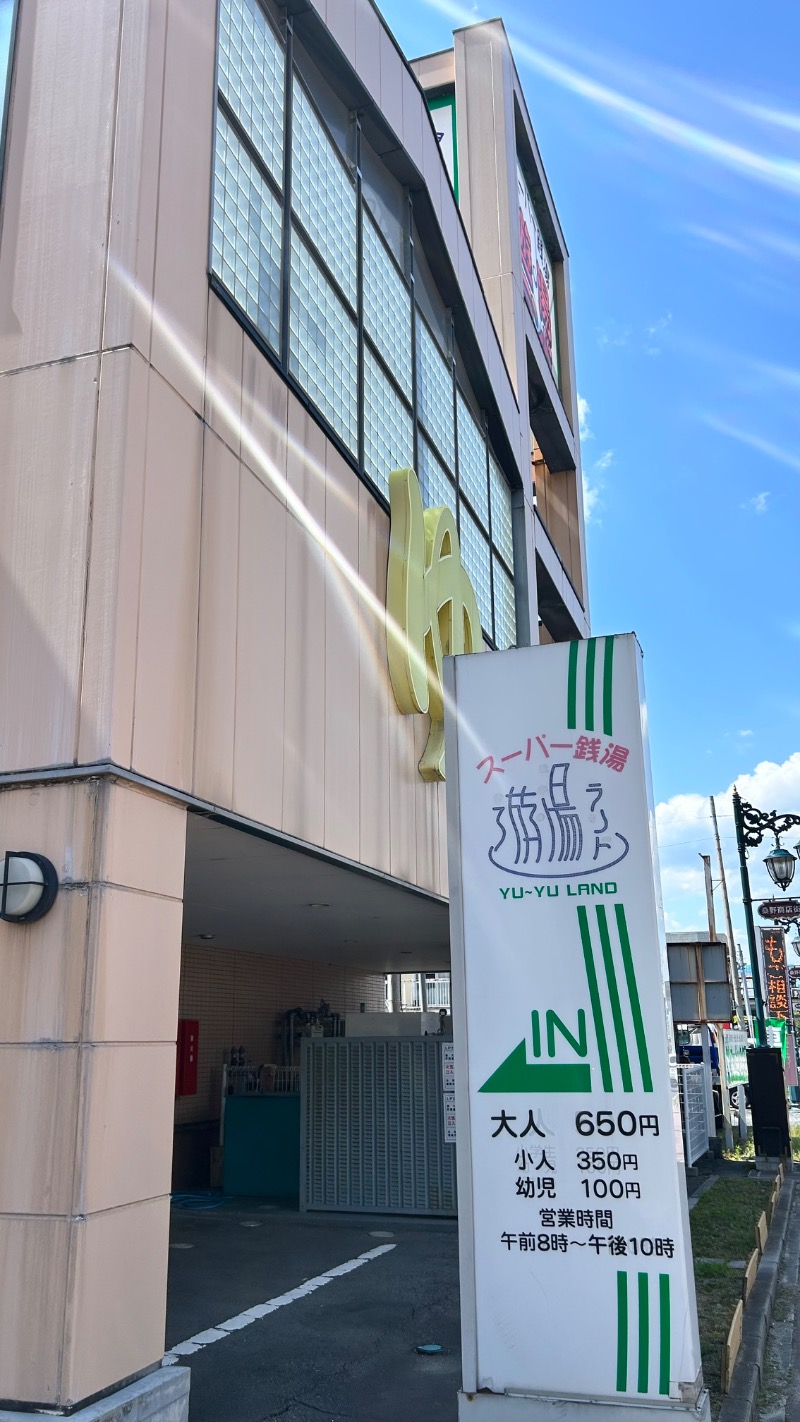 ゆ
スーパー銭湯
遊湯
ランド
YU~YU LAND
IN
大人 650円
小人 350円
幼児 100円
営業時間
午前8時～午後10時